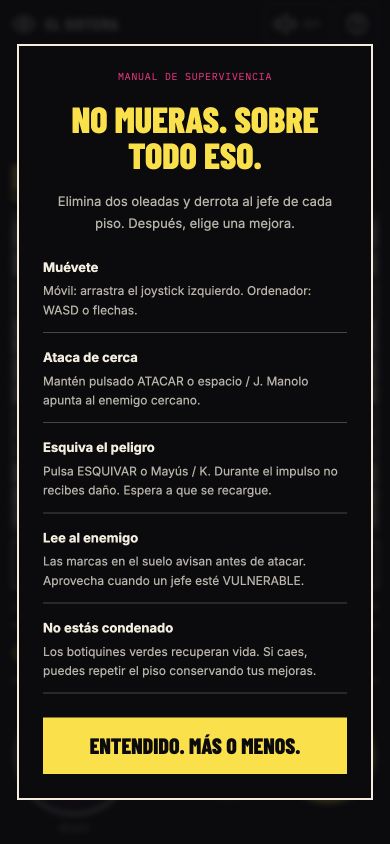 MANUAL DE SUPERVIVENCIA
NO MUERAS. SOBRE
TODO ESO.
Elimina dos oleadas y derrota al jefe de cada
piso. Después, elige una mejora.
Muévete
Móvil: arrastra el joystick izquierdo. Ordenador:
WASD o flechas.
Ataca de cerca
Mantén pulsado ATACAR o espacio / J. Manolo
apunta al enemigo cercano.
Esquiva el peligro
Pulsa ESQUIVAR o Mayús / K. Durante el impulso no
recibes daño. Espera a que se recargue.
Lee al enemigo
Las marcas en el suelo avisan antes de atacar.
Aprovecha cuando un jefe esté VULNERABLE.
No estás condenado
Los botiquines verdes recuperan vida. Si caes,
puedes repetir el piso conservando tus mejoras.
ENTENDIDO. MÁS O MENOS.